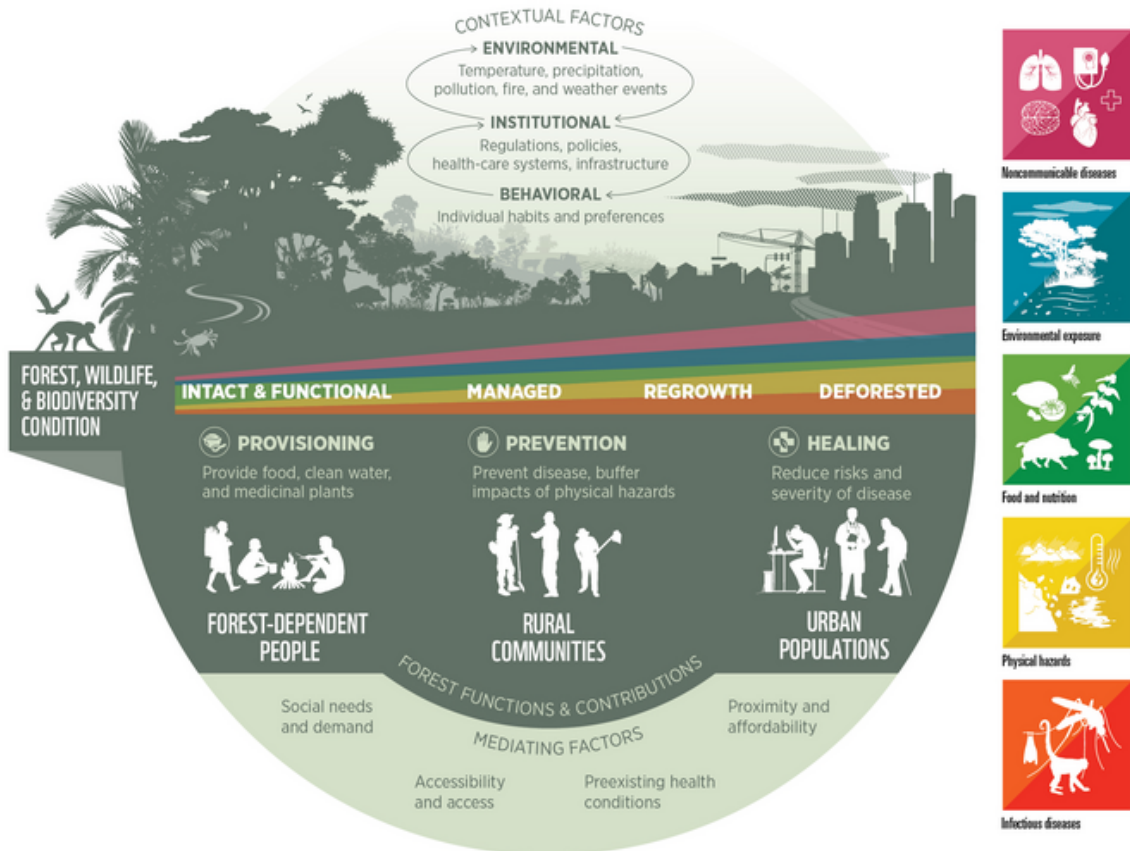 CONTEXTUAL FACTORS
ENVIRONMENTAL
Temperature, precipitation,
pollution, fire, and weather events
INSTITUTIONAL
Regulations, policies,
health-care systems, infrastructure
BEHAVIORAL
Individual habits and preferences
FOREST, WILDLIFE,
& BIODIVERSITY
CONDITION
INTACT & FUNCTIONAL
MANAGED
REGROWTH
DEFORESTED
PROVISIONING
Provide food, clean water,
and medicinal plants
PREVENTION
Prevent disease, buffer
impacts of physical hazards
HEALING
Reduce risks and
severity of disease
FOREST-DEPENDENT
PEOPLE
RURAL
COMMUNITIES
URBAN
POPULATIONS
FOREST FUNCTIONS & CONTRIBUTIONS
MEDIATING FACTORS
Social needs
and demand
Accessibility
and access
Preexisting health
conditions
Proximity and
affordability
Noncommunicable diseases
Environmental exposure
Food and nutrition
Physical hazards
Infectious diseases